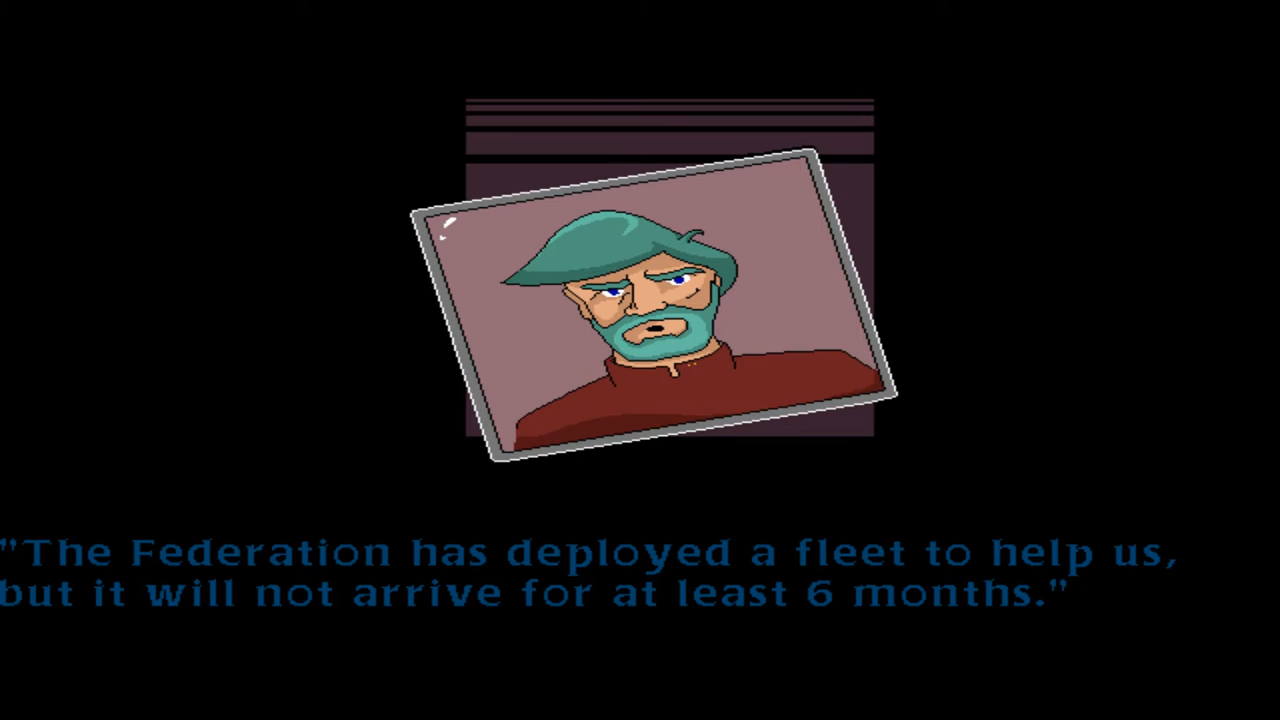 "The Federation has deployed a fleet to help us,
but it will not arrive for at least 6 months."